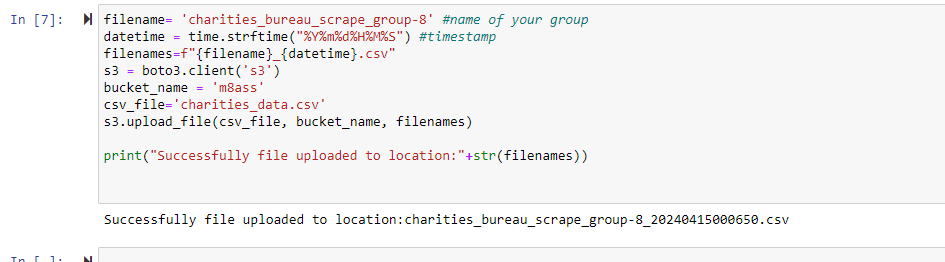 In [7]:
filename= 'charities_bureau_scrape_group-8' #name of your group
datetime = time.strftime("%Y%m%d%H%M%S") #timestamp
filenames=f"{filename}_{datetime}.csv"
s3 = boto3.client('s3')
bucket_name = 'm8ass'
csv_file='charities_data.csv'
s3.upload_file(csv_file, bucket_name, filenames)
print("Successfully file uploaded to location:"+str(filenames))
Successfully file uploaded to location:charities_bureau_scrape_group-8_20240415000650.csv
In [ ]: